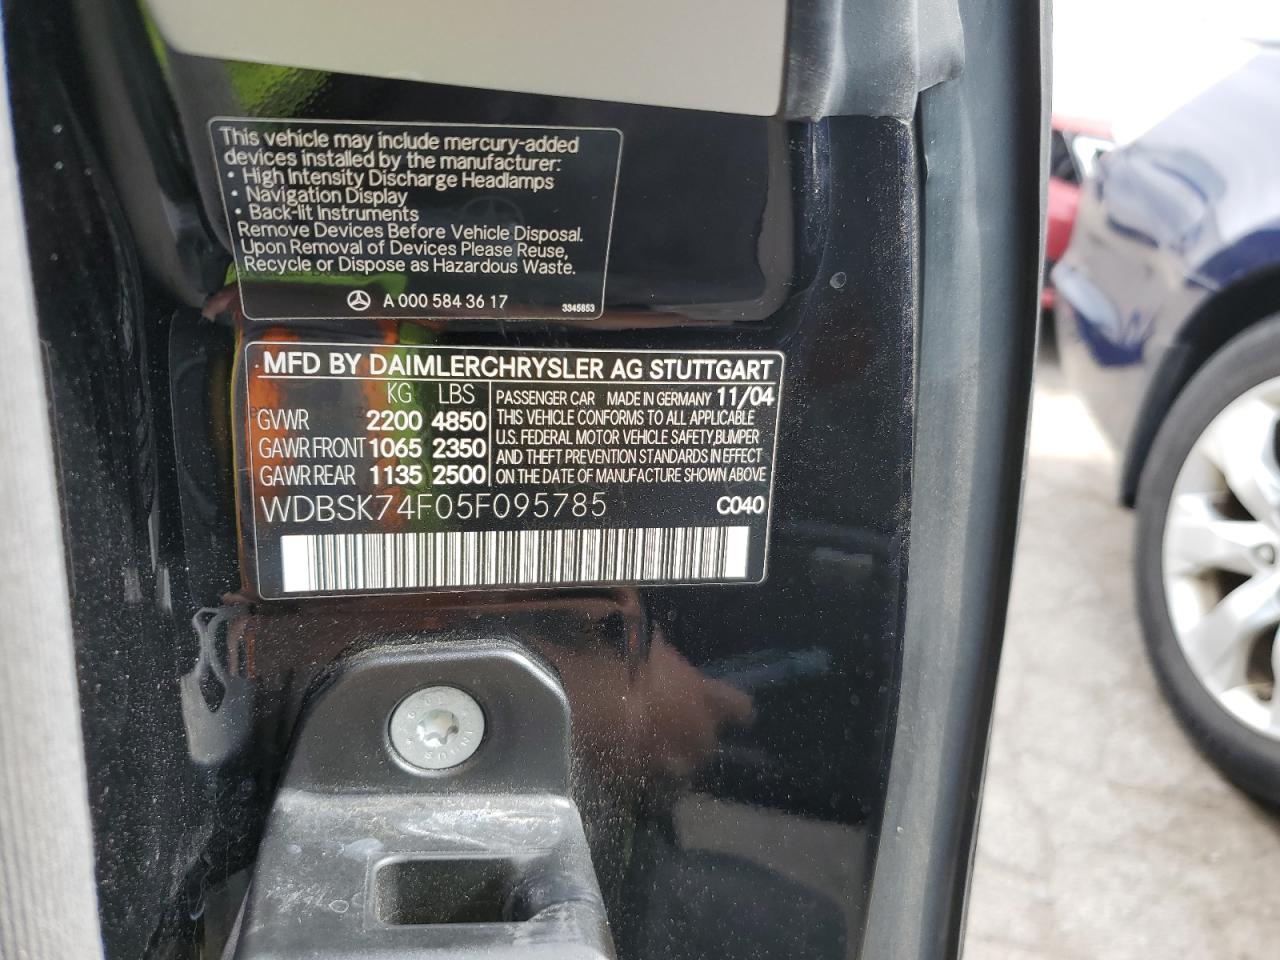 This vehicle may include mercury-added
devices installed by the manufacturer:
• High Intensity Discharge Headlamps
• Navigation Display
• Back-lit Instruments
Remove Devices Before Vehicle Disposal.
Upon Removal of Devices Please Reuse,
Recycle or Dispose as Hazardous Waste.
A 000 584 36 17 3345853
MFD BY DAIMLERCHRYSLER AG STUTTGART
KG LBS
GVWR 2200 4850
GAWR FRONT 1065 2350
GAWR REAR 1135 2500
PASSENGER CAR MADE IN GERMANY 11/04
THIS VEHICLE CONFORMS TO ALL APPLICABLE
U.S. FEDERAL MOTOR VEHICLE SAFETY,BUMPER
AND THEFT PREVENTION STANDARDS IN EFFECT
ON THE DATE OF MANUFACTURE SHOWN ABOVE
WDBSK74F05F095785 C040